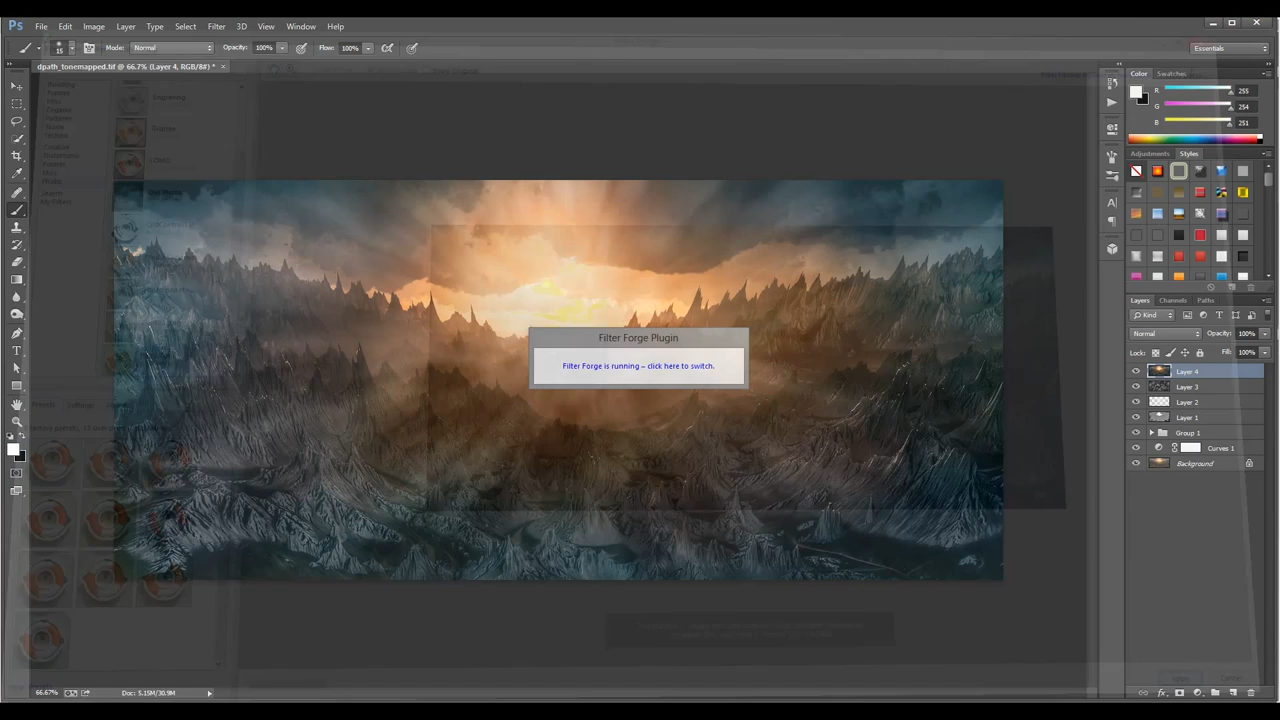 Ps File Edit Image Layer Type Select Filter 3D View Window Help
15 Mode: Normal Opacity: 100% Flow: 100% Essentials
dpath_tonemapped.tif @ 66.7% (Layer 4, RGB/8#) *
Color Swatches
R 255
G 254
B 251
Adjustments Styles
Filter Forge Plugin
Filter Forge is running – click here to switch.
Layers Channels Paths
Kind
Normal Opacity: 100%
Lock: Fill: 100%
Layer 4
Layer 3
Layer 2
Layer 1
Group 1
Curves 1
Background
66.67% Doc: 5.15M/30.9M